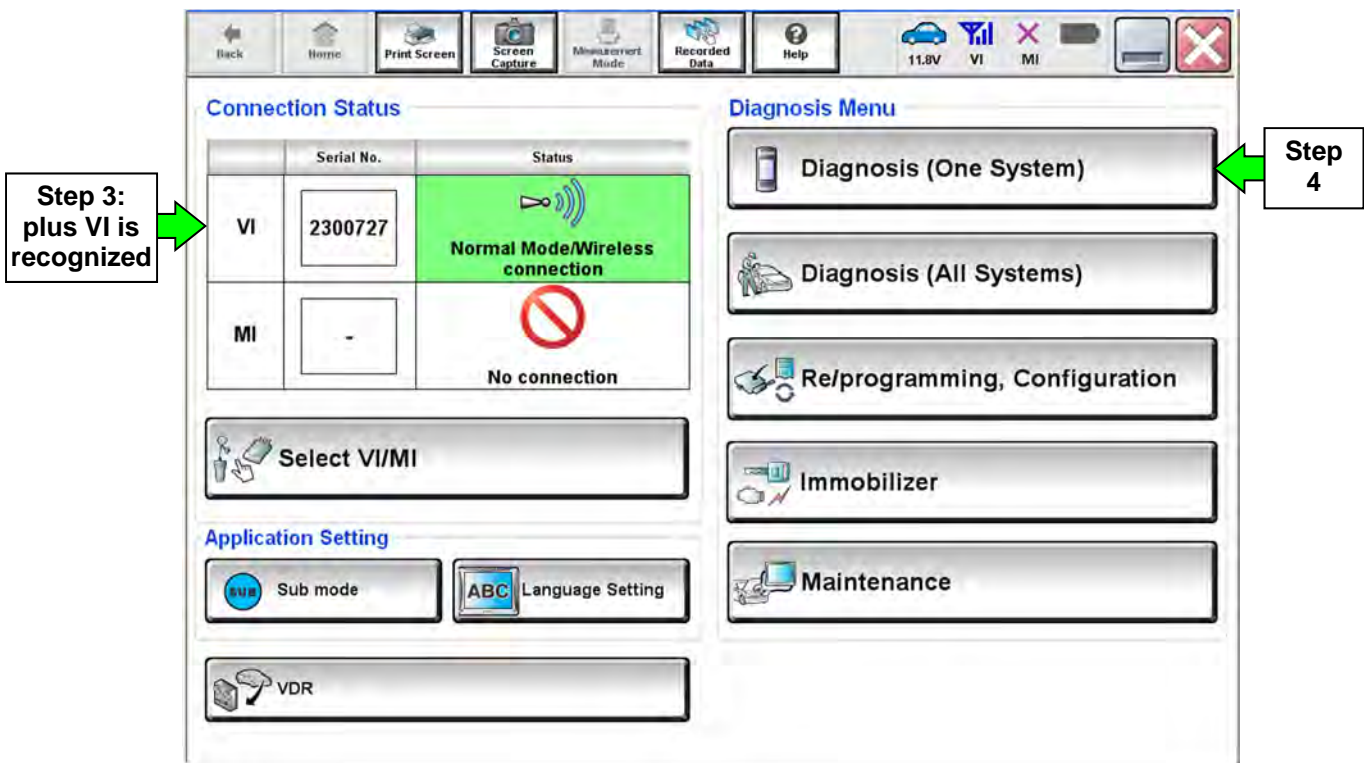 Back
Home
Print Screen
Screen
Capture
Measurement
Mode
Recorded
Data
Help
11.8V
VI
MI
Connection Status
Serial No.
Status
VI
2300727
Normal Mode/Wireless
connection
MI
-
No connection
Select VI/MI
Application Setting
SUB
Sub mode
ABC
Language Setting
VDR
Diagnosis Menu
Diagnosis (One System)
Diagnosis (All Systems)
Re/programming, Configuration
Immobilizer
Maintenance
Step 3:
plus VI is
recognized
Step
4